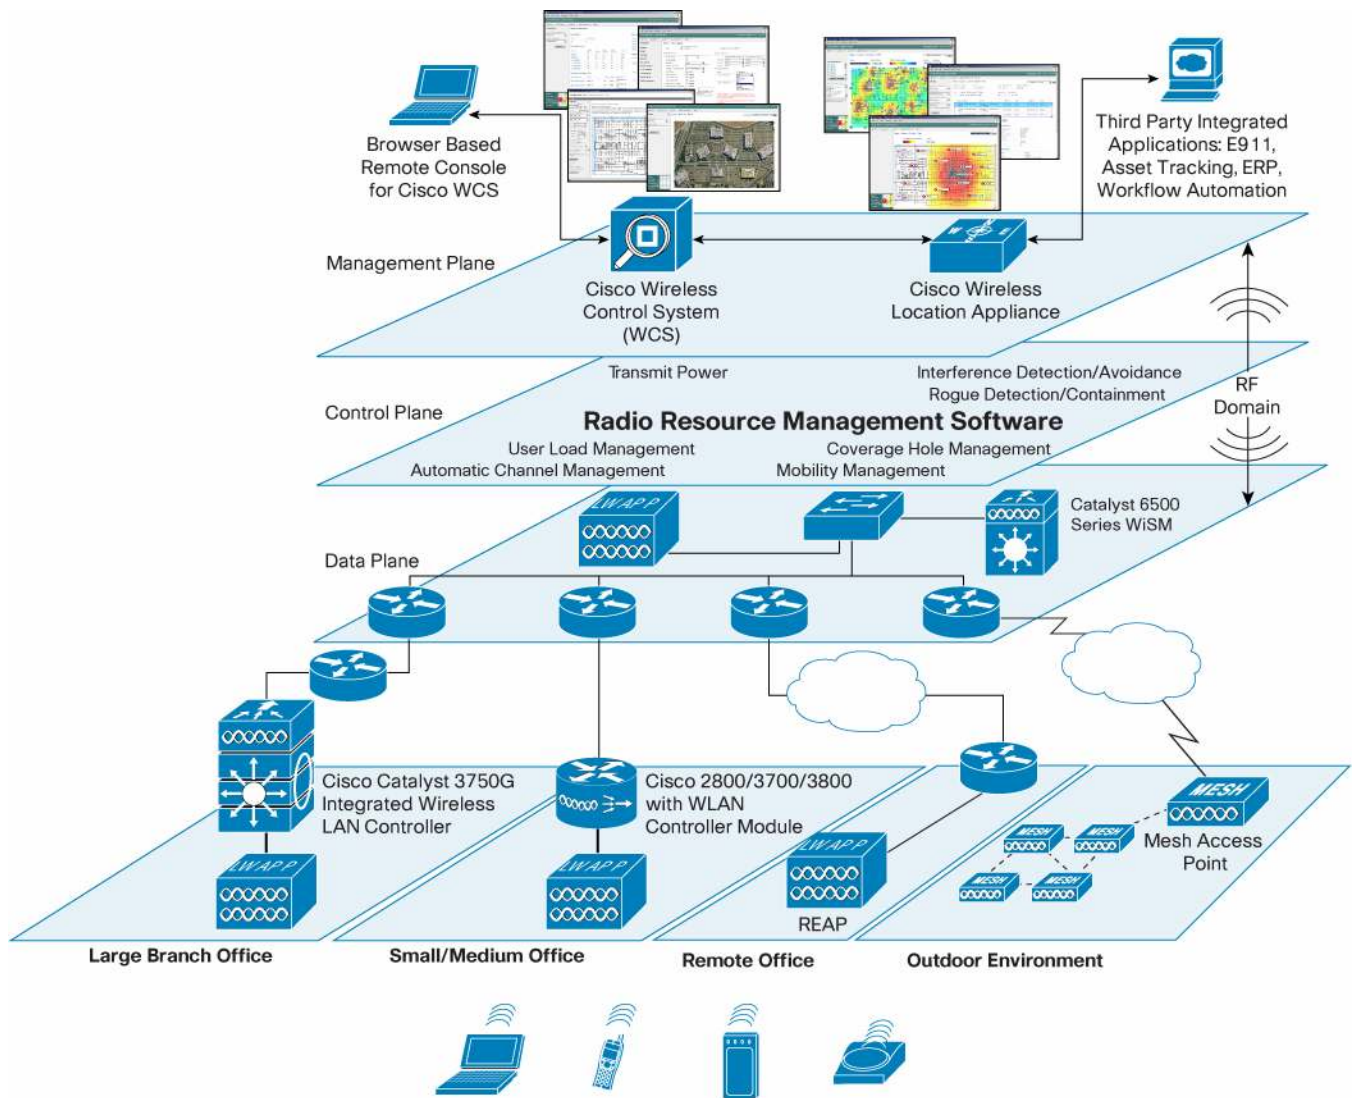 Browser Based
Remote Console
for Cisco WCS
Third Party Integrated
Applications: E911,
Asset Tracking, ERP,
Workflow Automation
Management Plane
Cisco Wireless
Control System
(WCS)
Cisco Wireless
Location Appliance
Control Plane
Transmit Power
Interference Detection/Avoidance
Rogue Detection/Containment
Radio Resource Management Software
User Load Management
Coverage Hole Management
Automatic Channel Management
Mobility Management
RF
Domain
Data Plane
LWAPP
Catalyst 6500
Series WiSM
Cisco Catalyst 3750G
Integrated Wireless
LAN Controller
Cisco 2800/3700/3800
with WLAN
Controller Module
MESH
Mesh Access
Point
MESH
MESH
MESH
MESH
LWAPP
LWAPP
LWAPP
REAP
Large Branch Office
Small/Medium Office
Remote Office
Outdoor Environment